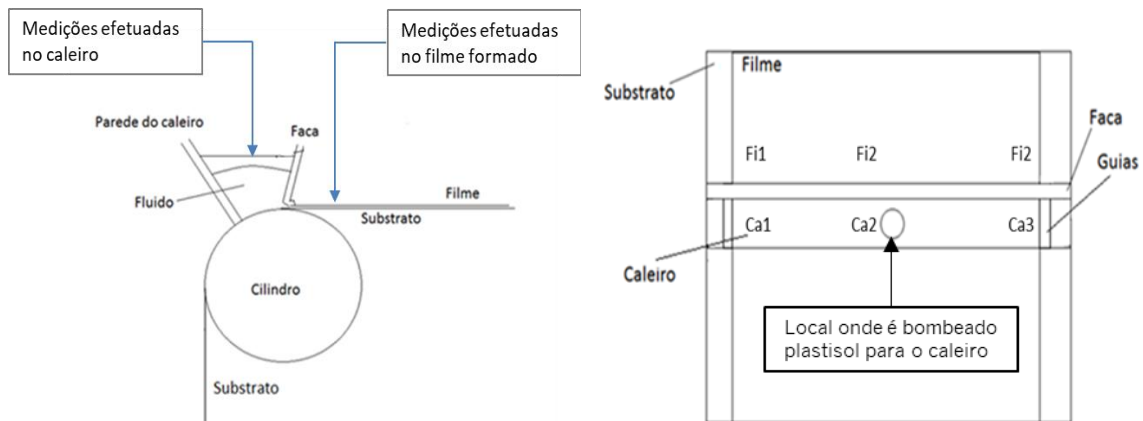 Medições efetuadas
no caleiro
Medições efetuadas
no filme formado
Parede do caleiro
Faca
Fluido
Filme
Substrato
Cilindro
Substrato
Filme
Substrato
Faca
Fi1 Fi2 Fi2
Guias
Ca1 Ca2 Ca3
Caleiro
Local onde é bombeado
plastisol para o caleiro